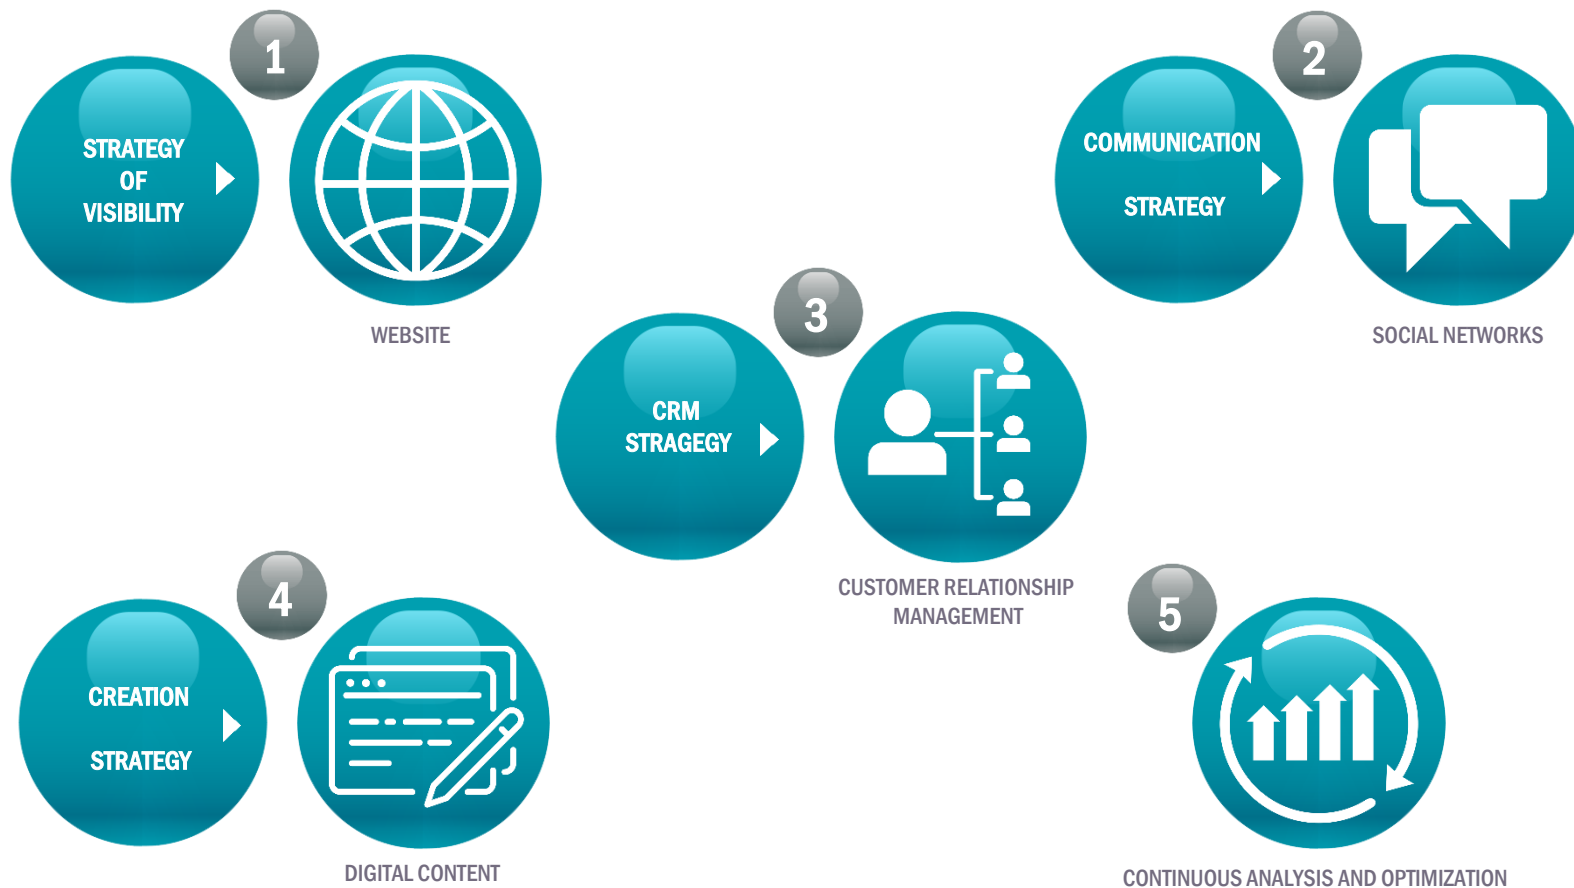 1
STRATEGY
OF
VISIBILITY
WEBSITE
2
COMMUNICATION
STRATEGY
SOCIAL NETWORKS
3
CRM
STRAGEGY
CUSTOMER RELATIONSHIP
MANAGEMENT
4
CREATION
STRATEGY
DIGITAL CONTENT
5
CONTINUOUS ANALYSIS AND OPTIMIZATION